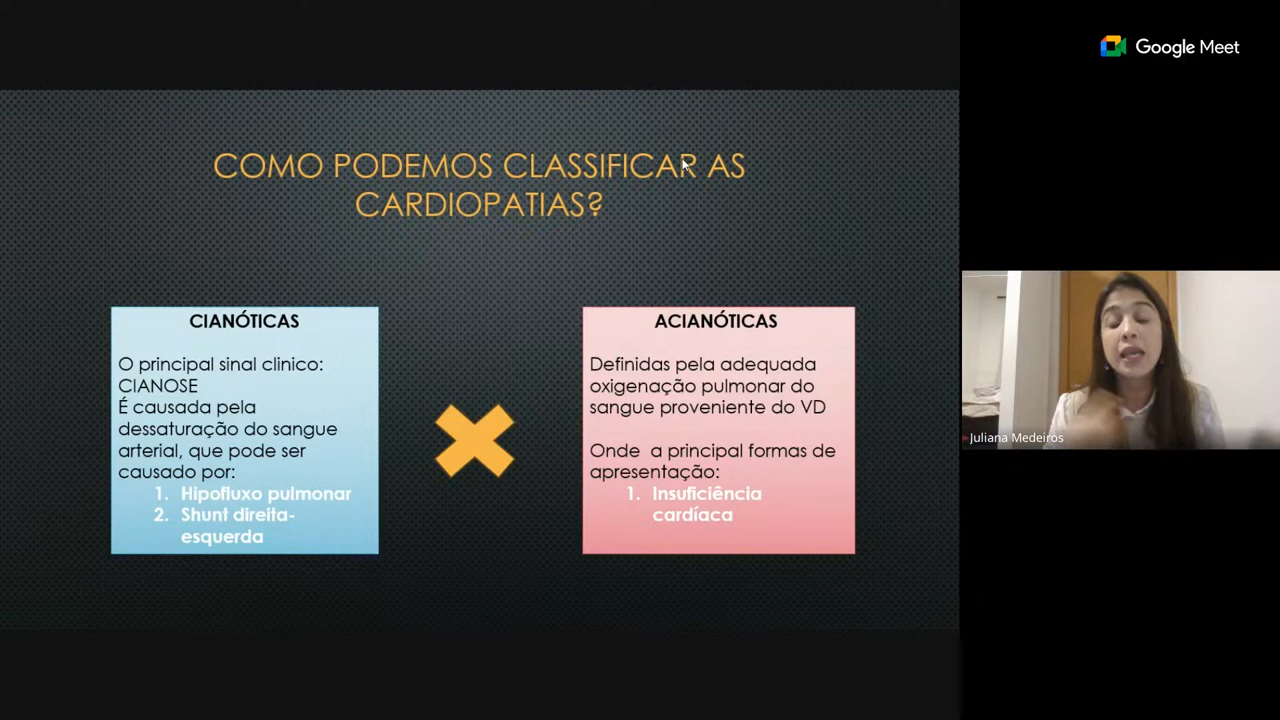 Google Meet
COMO PODEMOS CLASSIFICAR AS
CARDIOPATIAS?
CIANÓTICAS
O principal sinal clinico:
CIANOSE
É causada pela
dessaturação do sangue
arterial, que pode ser
causado por:
1. Hipofluxo pulmonar
2. Shunt direita-
esquerda
ACIANÓTICAS
Definidas pela adequada
oxigenação pulmonar do
sangue proveniente do VD
Onde a principal formas de
apresentação:
1. Insuficiência
cardíaca
Juliana Medeiros